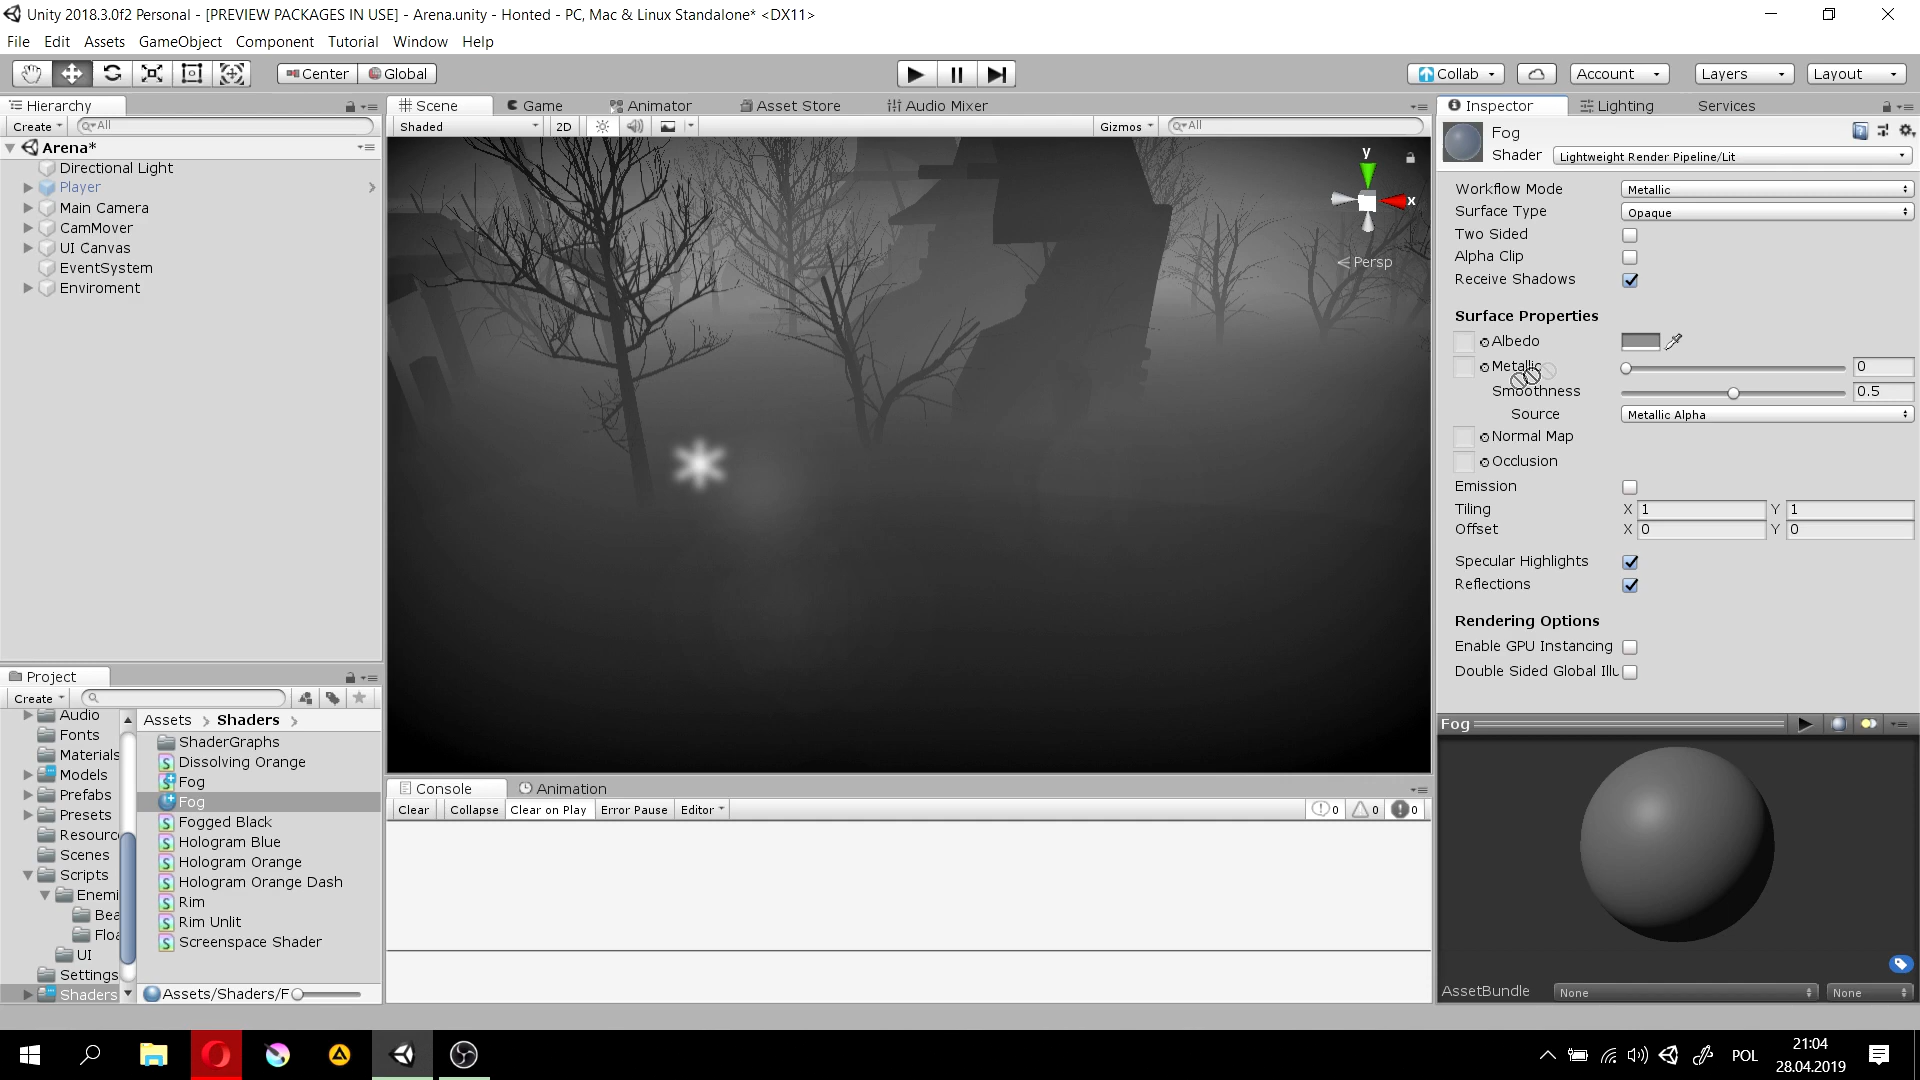 Unity 2018.3.0f2 Personal - [PREVIEW PACKAGES IN USE] - Arena.unity - Honted - PC, Mac & Linux Standalone* <DX11>
File Edit Assets GameObject Component Tutorial Window Help
Center Global Collab Account Layers Layout
Hierarchy
Create All
Arena*
Directional Light
Player
Main Camera
CamMover
UI Canvas
EventSystem
Enviroment
Scene Game Animator Asset Store Audio Mixer
Shaded 2D Gizmos All
y
x
Persp
Inspector Lighting Services
Fog
Shader Lightweight Render Pipeline/Lit
Workflow Mode Metallic
Surface Type Opaque
Two Sided
Alpha Clip
Receive Shadows
Surface Properties
Albedo
Metallic 0
Smoothness 0.5
Source Metallic Alpha
Normal Map
Occlusion
Emission
Tiling X 1 Y 1
Offset X 0 Y 0
Specular Highlights
Reflections
Rendering Options
Enable GPU Instancing
Double Sided Global Illu
Fog
AssetBundle None None
Project
Create
Audio
Fonts
Materials
Models
Prefabs
Presets
Resourc
Scenes
Scripts
Enemi
Bea
Floa
UI
Settings
Shaders
Assets > Shaders >
ShaderGraphs
Dissolving Orange
Fog
Fog
Fogged Black
Hologram Blue
Hologram Orange
Hologram Orange Dash
Rim
Rim Unlit
Screenspace Shader
Assets/Shaders/F
Console Animation
Clear Collapse Clear on Play Error Pause Editor 0 0 0
POL
21:04
28.04.2019